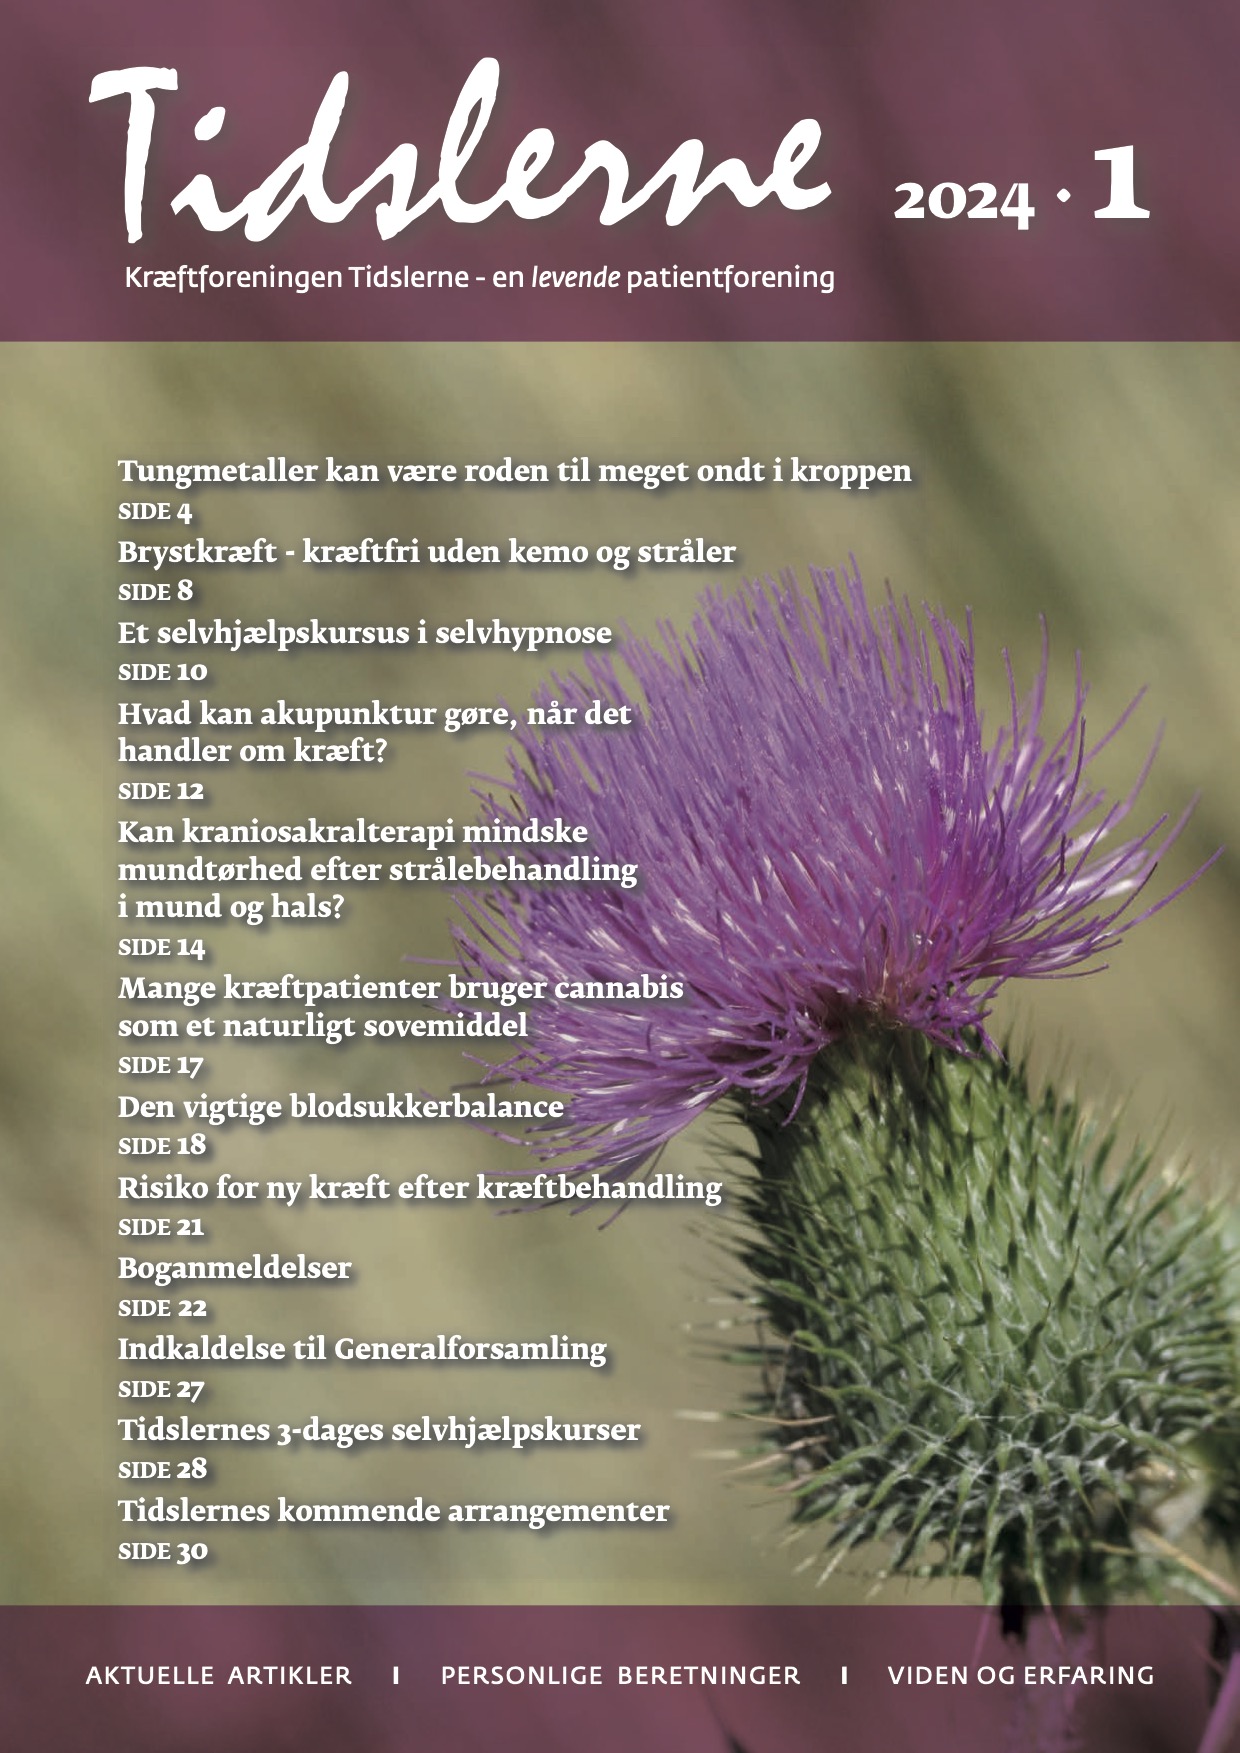 Tidslerne
2024 · 1
Kræftforeningen Tidslerne - en levende patientforening
Tungmetaller kan være roden til meget ondt i kroppen
SIDE 4
Brystkræft - kræftfri uden kemo og stråler
SIDE 8
Et selvhjælpskursus i selvhypnose
SIDE 10
Hvad kan akupunktur gøre, når det
handler om kræft?
SIDE 12
Kan kraniosakralterapi mindske
mundtørhed efter strålebehandling
i mund og hals?
SIDE 14
Mange kræftpatienter bruger cannabis
som et naturligt sovemiddel
SIDE 17
Den vigtige blodsukkerbalance
SIDE 18
Risiko for ny kræft efter kræftbehandling
SIDE 21
Boganmeldelser
SIDE 22
Indkaldelse til Generalforsamling
SIDE 27
Tidslernes 3-dages selvhjælpskurser
SIDE 28
Tidslernes kommende arrangementer
SIDE 30
AKTUELLE ARTIKLER I PERSONLIGE BERETNINGER I VIDEN OG ERFARING